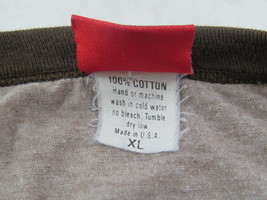 100% COTTON
Hand or machine
wash in cold water
no bleach. Tumble
dry low
Made in U.S.A.
XL